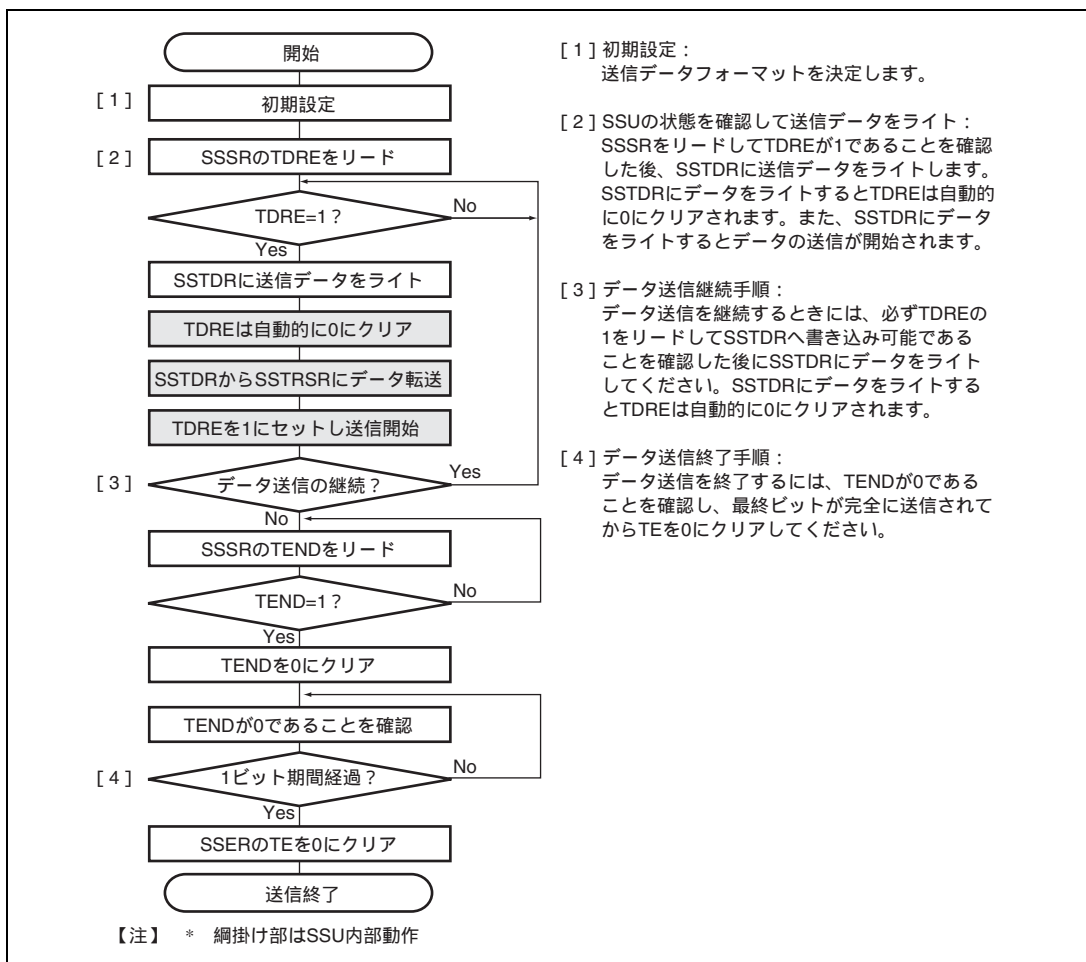 開始
[1] 初期設定
[2] SSSRのTDREをリード
TDRE=1？ No
Yes
SSTDRに送信データをライト
TDREは自動的に0にクリア
SSTDRからSSTRSRにデータ転送
TDREを1にセットし送信開始
[3] データ送信の継続？ Yes
No
SSSRのTENDをリード
TEND=1？ No
Yes
TENDを0にクリア
TENDが0であることを確認
[4] 1ビット期間経過？ No
Yes
SSERのTEを0にクリア
送信終了
【注】 * 綱掛け部はSSU内部動作
[1] 初期設定：
送信データフォーマットを決定します。
[2] SSUの状態を確認して送信データをライト：
SSSRをリードしてTDREが1であることを確認
した後、SSTDRに送信データをライトします。
SSTDRにデータをライトするとTDREは自動的
に0にクリアされます。また、SSTDRにデータ
をライトするとデータの送信が開始されます。
[3] データ送信継続手順：
データ送信を継続するときには、必ずTDREの
1をリードしてSSTDRへ書き込み可能である
ことを確認した後にSSTDRにデータをライト
してください。SSTDRにデータをライトする
とTDREは自動的に0にクリアされます。
[4] データ送信終了手順：
データ送信を終了するには、TENDが0である
ことを確認し、最終ビットが完全に送信されて
からTEを0にクリアしてください。